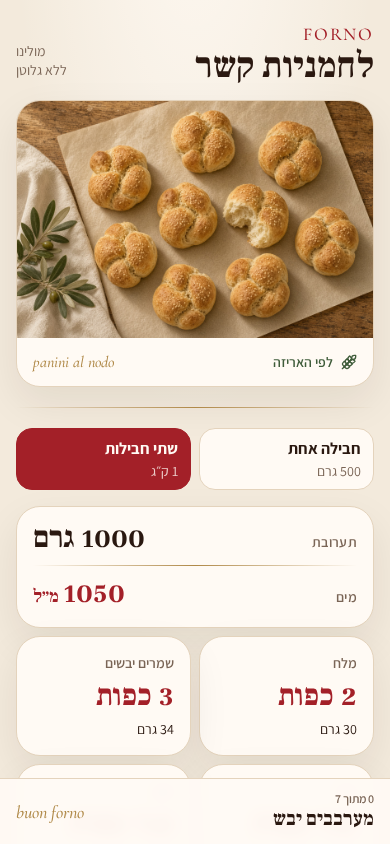 FORNO
לחמניות קשר
מולינו
ללא גלוטן
לפי האריזה
panini al nodo
חבילה אחת
500 גרם
שתי חבילות
1 ק״ג
תערובת
1000 גרם
מים
1050 מ״ל
מלח
2 כפות
30 גרם
שמרים יבשים
3 כפות
34 גרם
0 מתוך 7
מערבבים יבש
buon forno